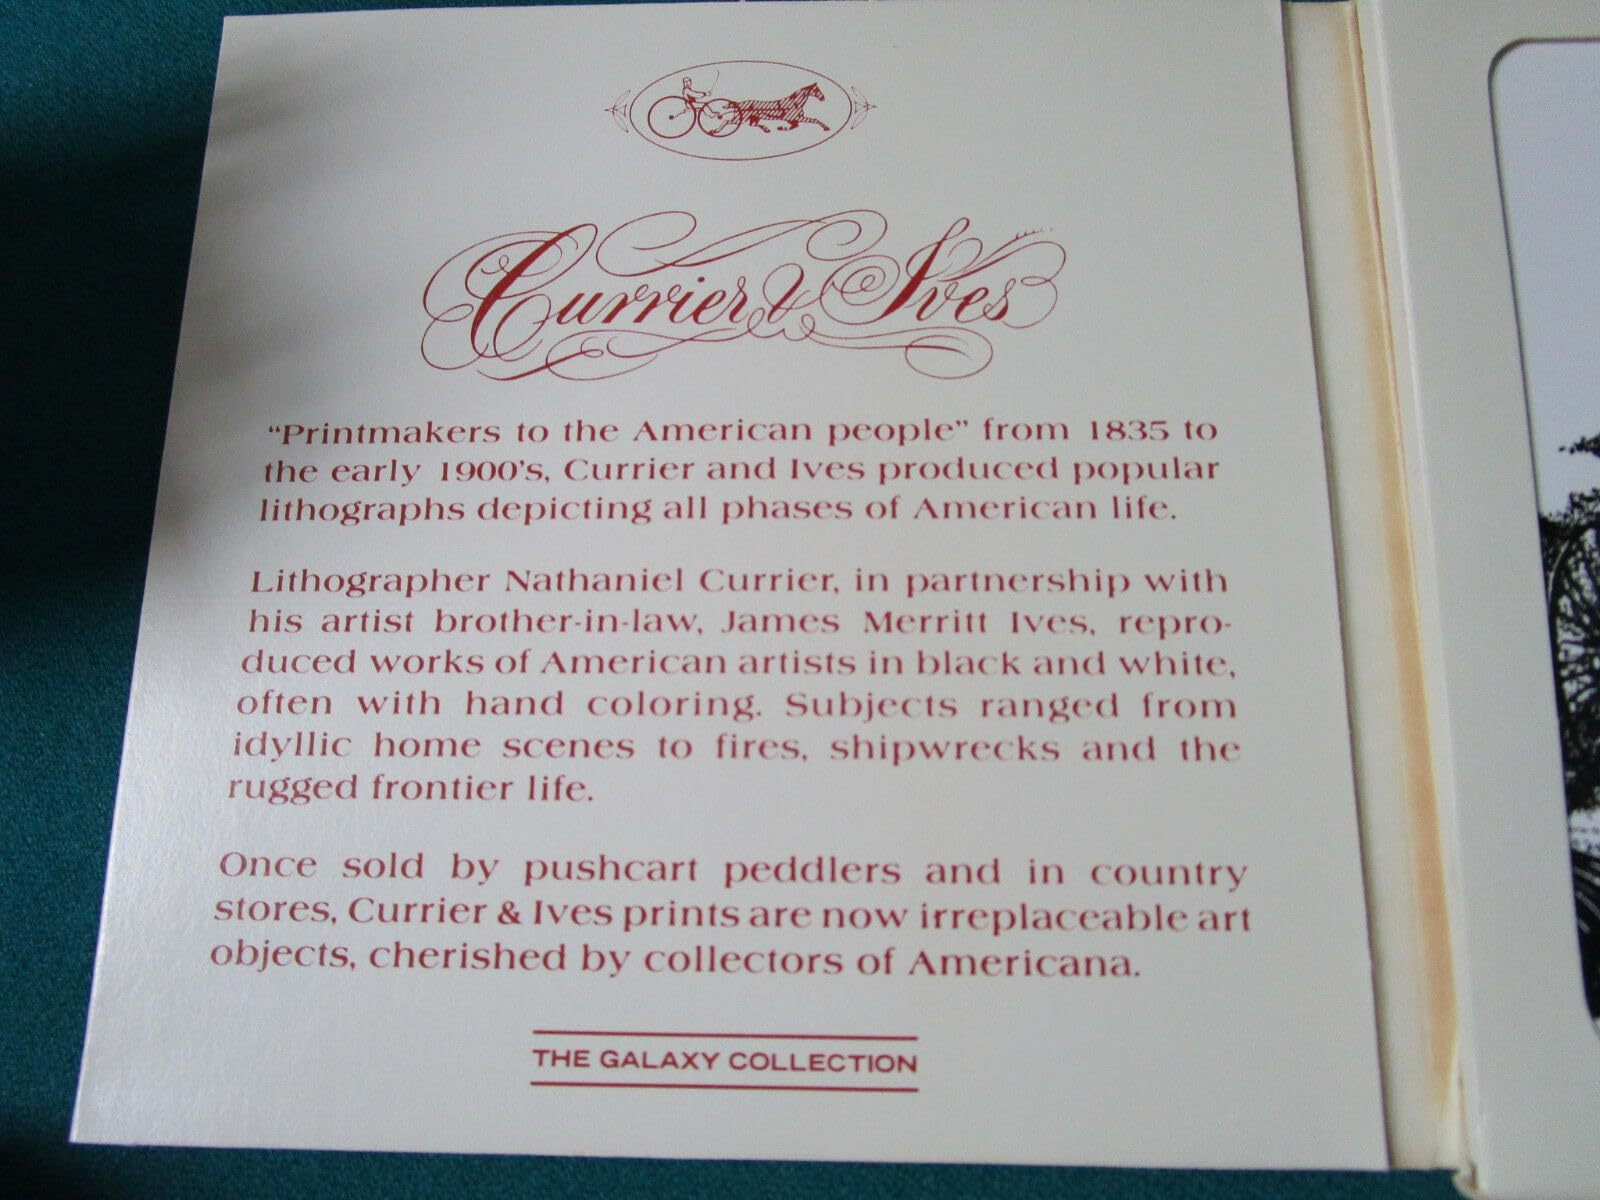 Currier & Ives
“Printmakers to the American people” from 1835 to
the early 1900's, Currier and Ives produced popular
lithographs depicting all phases of American life.
Lithographer Nathaniel Currier, in partnership with
his artist brother-in-law, James Merritt Ives, repro-
duced works of American artists in black and white,
often with hand coloring. Subjects ranged from
idyllic home scenes to fires, shipwrecks and the
rugged frontier life.
Once sold by pushcart peddlers and in country
stores, Currier & Ives prints are now irreplaceable art
objects, cherished by collectors of Americana.
THE GALAXY COLLECTION